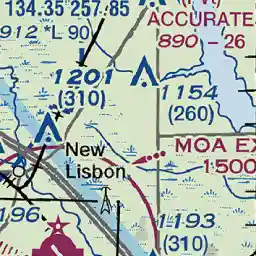 134.35 257.85
ACCURATE
912 *L 90
890 - 26
1201
(310)
1154
(260)
New
Lisbon
MOA EX
1500
196
1193
(310)